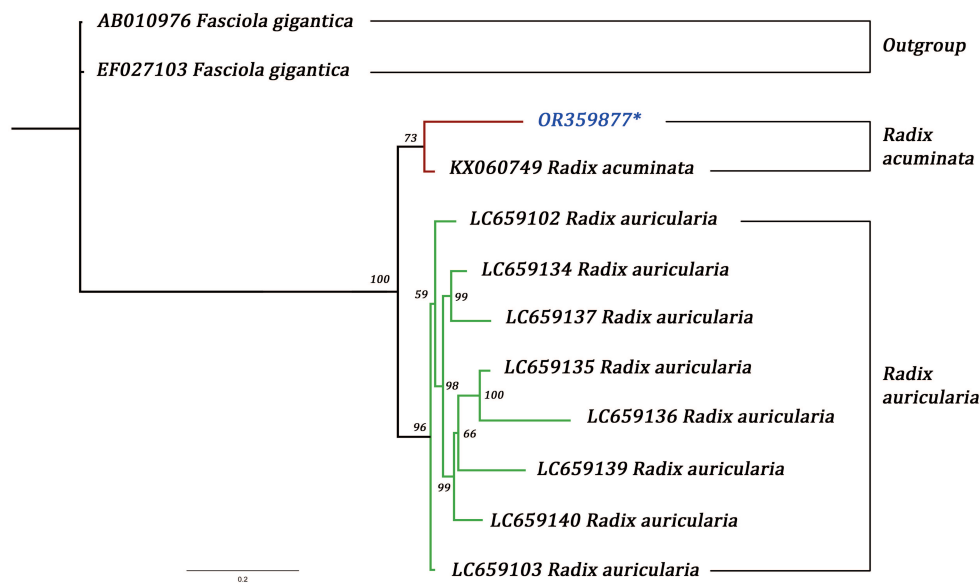 AB010976 Fasciola gigantica
Outgroup
EF027103 Fasciola gigantica
OR359877*
73
Radix
acuminata
KX060749 Radix acuminata
LC659102 Radix auricularia
LC659134 Radix auricularia
100
59
99
LC659137 Radix auricularia
LC659135 Radix auricularia
Radix
auricularia
98
100
LC659136 Radix auricularia
96
66
LC659139 Radix auricularia
99
LC659140 Radix auricularia
LC659103 Radix auricularia
0.2